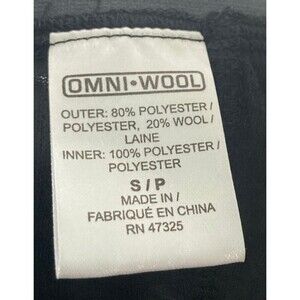 OMNI•WOOL
OUTER: 80% POLYESTER /
POLYESTER, 20% WOOL /
LAINE
INNER: 100% POLYESTER /
POLYESTER
S / P
MADE IN /
FABRIQUÉ EN CHINA
RN 47325